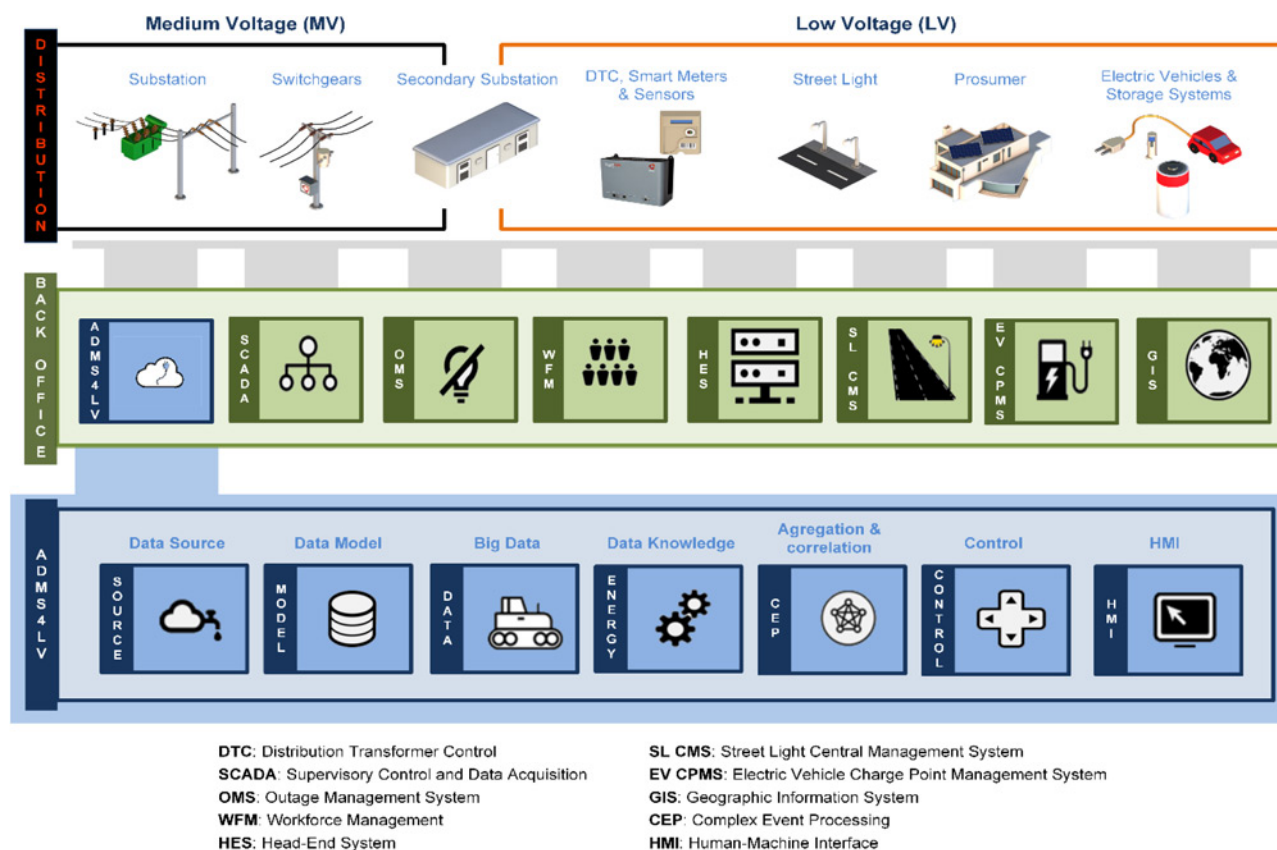 Medium Voltage (MV)
Low Voltage (LV)
DISTRIBUTION
Substation
Switchgears
Secondary Substation
DTC, Smart Meters
& Sensors
Street Light
Prosumer
Electric Vehicles &
Storage Systems
BACK OFFICE
ADMS4LV
SCADA
OMS
WFM
HES
SL CMS
EV CPMS
GIS
ADMS4LV
Data Source
Data Model
Big Data
Data Knowledge
Agregation &
correlation
Control
HMI
SOURCE
MODEL
DATA
ENERGY
CEP
CONTROL
HMI
DTC: Distribution Transformer Control
SCADA: Supervisory Control and Data Acquisition
OMS: Outage Management System
WFM: Workforce Management
HES: Head-End System
SL CMS: Street Light Central Management System
EV CPMS: Electric Vehicle Charge Point Management System
GIS: Geographic Information System
CEP: Complex Event Processing
HMI: Human-Machine Interface